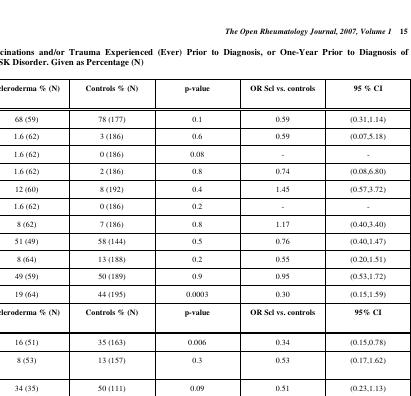 The Open Rheumatology Journal, 2007, Volume 1 15
cinations and/or Trauma Experienced (Ever) Prior to Diagnosis, or One-Year Prior to Diagnosis of
SK Disorder. Given as Percentage (N)
cleroderma % (N) Controls % (N) p-value OR Scl vs. controls 95 % CI
68 (59) 78 (177) 0.1 0.59 (0.31,1.14)
1.6 (62) 3 (186) 0.6 0.59 (0.07,5.18)
1.6 (62) 0 (186) 0.08 - -
1.6 (62) 2 (186) 0.8 0.74 (0.08,6.80)
12 (60) 8 (192) 0.4 1.45 (0.57,3.72)
1.6 (62) 0 (186) 0.2 - -
8 (62) 7 (186) 0.8 1.17 (0.40,3.40)
51 (49) 58 (144) 0.5 0.76 (0.40,1.47)
8 (64) 13 (188) 0.2 0.55 (0.20,1.51)
49 (59) 50 (189) 0.9 0.95 (0.53,1.72)
19 (64) 44 (195) 0.0003 0.30 (0.15,1.59)
cleroderma % (N) Controls % (N) p-value OR Scl vs. controls 95% CI
16 (51) 35 (163) 0.006 0.34 (0.15,0.78)
8 (53) 13 (157) 0.3 0.53 (0.17,1.62)
34 (35) 50 (111) 0.09 0.51 (0.23,1.13)